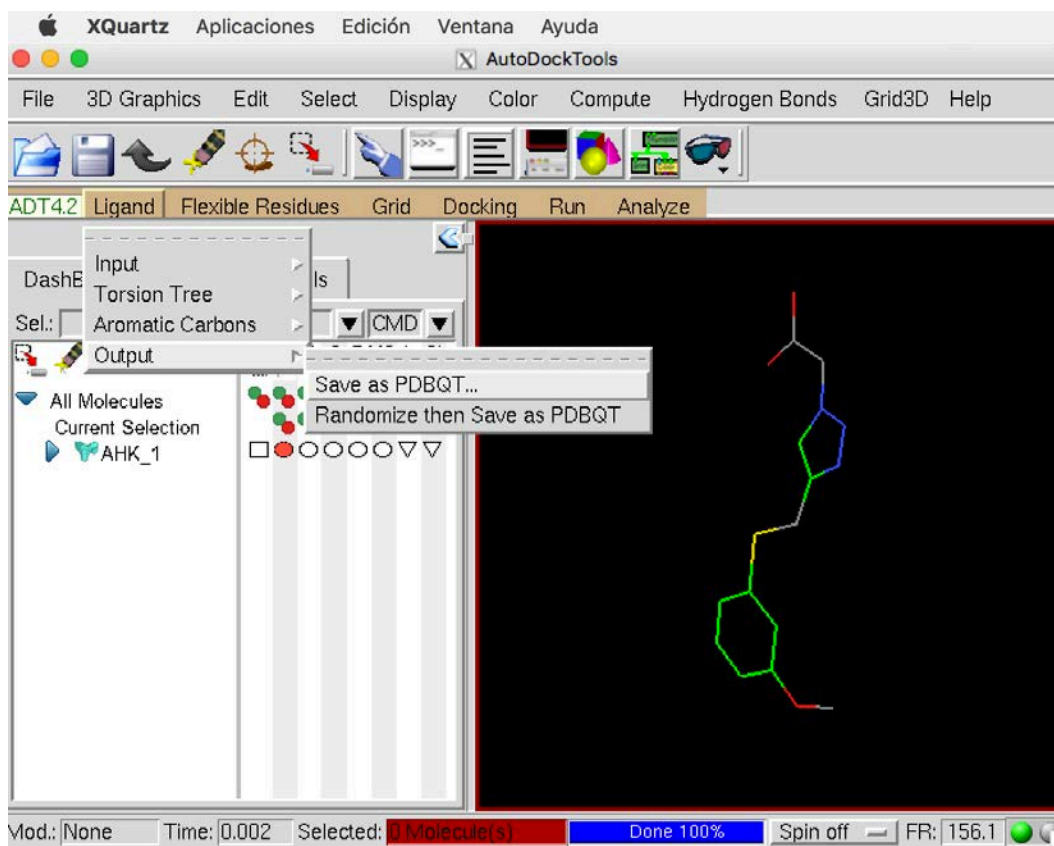 XQuartz Aplicaciones Edición Ventana Ayuda
X AutoDockTools
File 3D Graphics Edit Select Display Color Compute Hydrogen Bonds Grid3D Help
>>>_
ADT4.2 Ligand Flexible Residues Grid Docking Run Analyze
Input
DashB ls
Torsion Tree
Sel.: Aromatic Carbons CMD
Output
Save as PDBQT...
All Molecules
Randomize then Save as PDBQT
Current Selection
AHK_1
Mod.: None Time: 0.002 Selected: 0 Molecule(s) Done 100% Spin off FR: 156.1